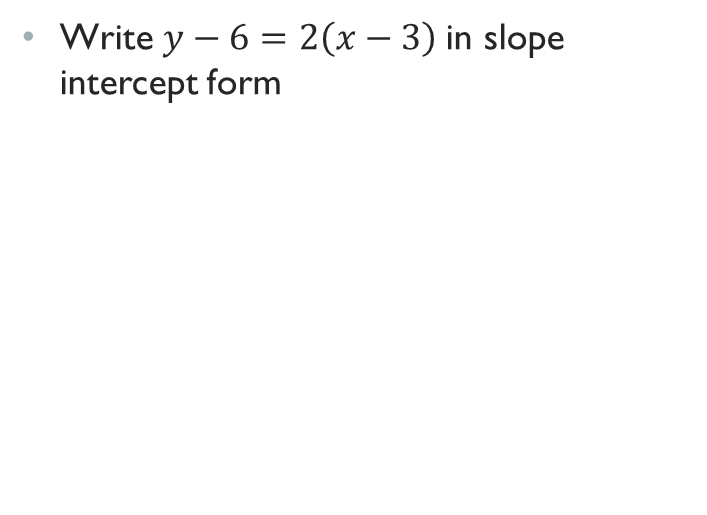 • Write 𝑦 − 6 = 2(𝑥 − 3) in slope
intercept form